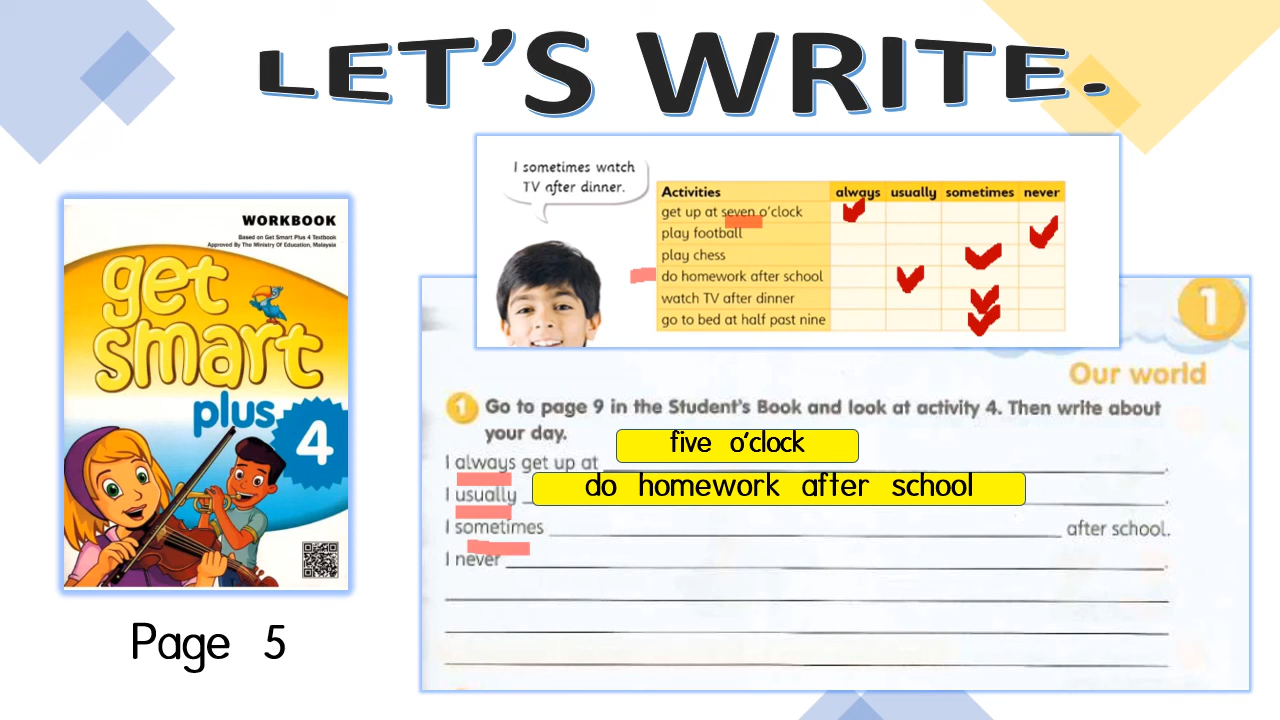 LET'S WRITE.
I sometimes watch
TV after dinner.
Activities always usually sometimes never
get up at seven o'clock
play football
play chess
do homework after school
watch TV after dinner
go to bed at half past nine
WORKBOOK
Based on Get Smart Plus 4 Textbook
Approved By The Ministry Of Education, Malaysia
get
smart
plus
4
Page 5
1
Our world
1 Go to page 9 in the Student's Book and look at activity 4. Then write about
your day.
I always get up at five o'clock.
I usually do homework after school.
I sometimes after school.
I never .